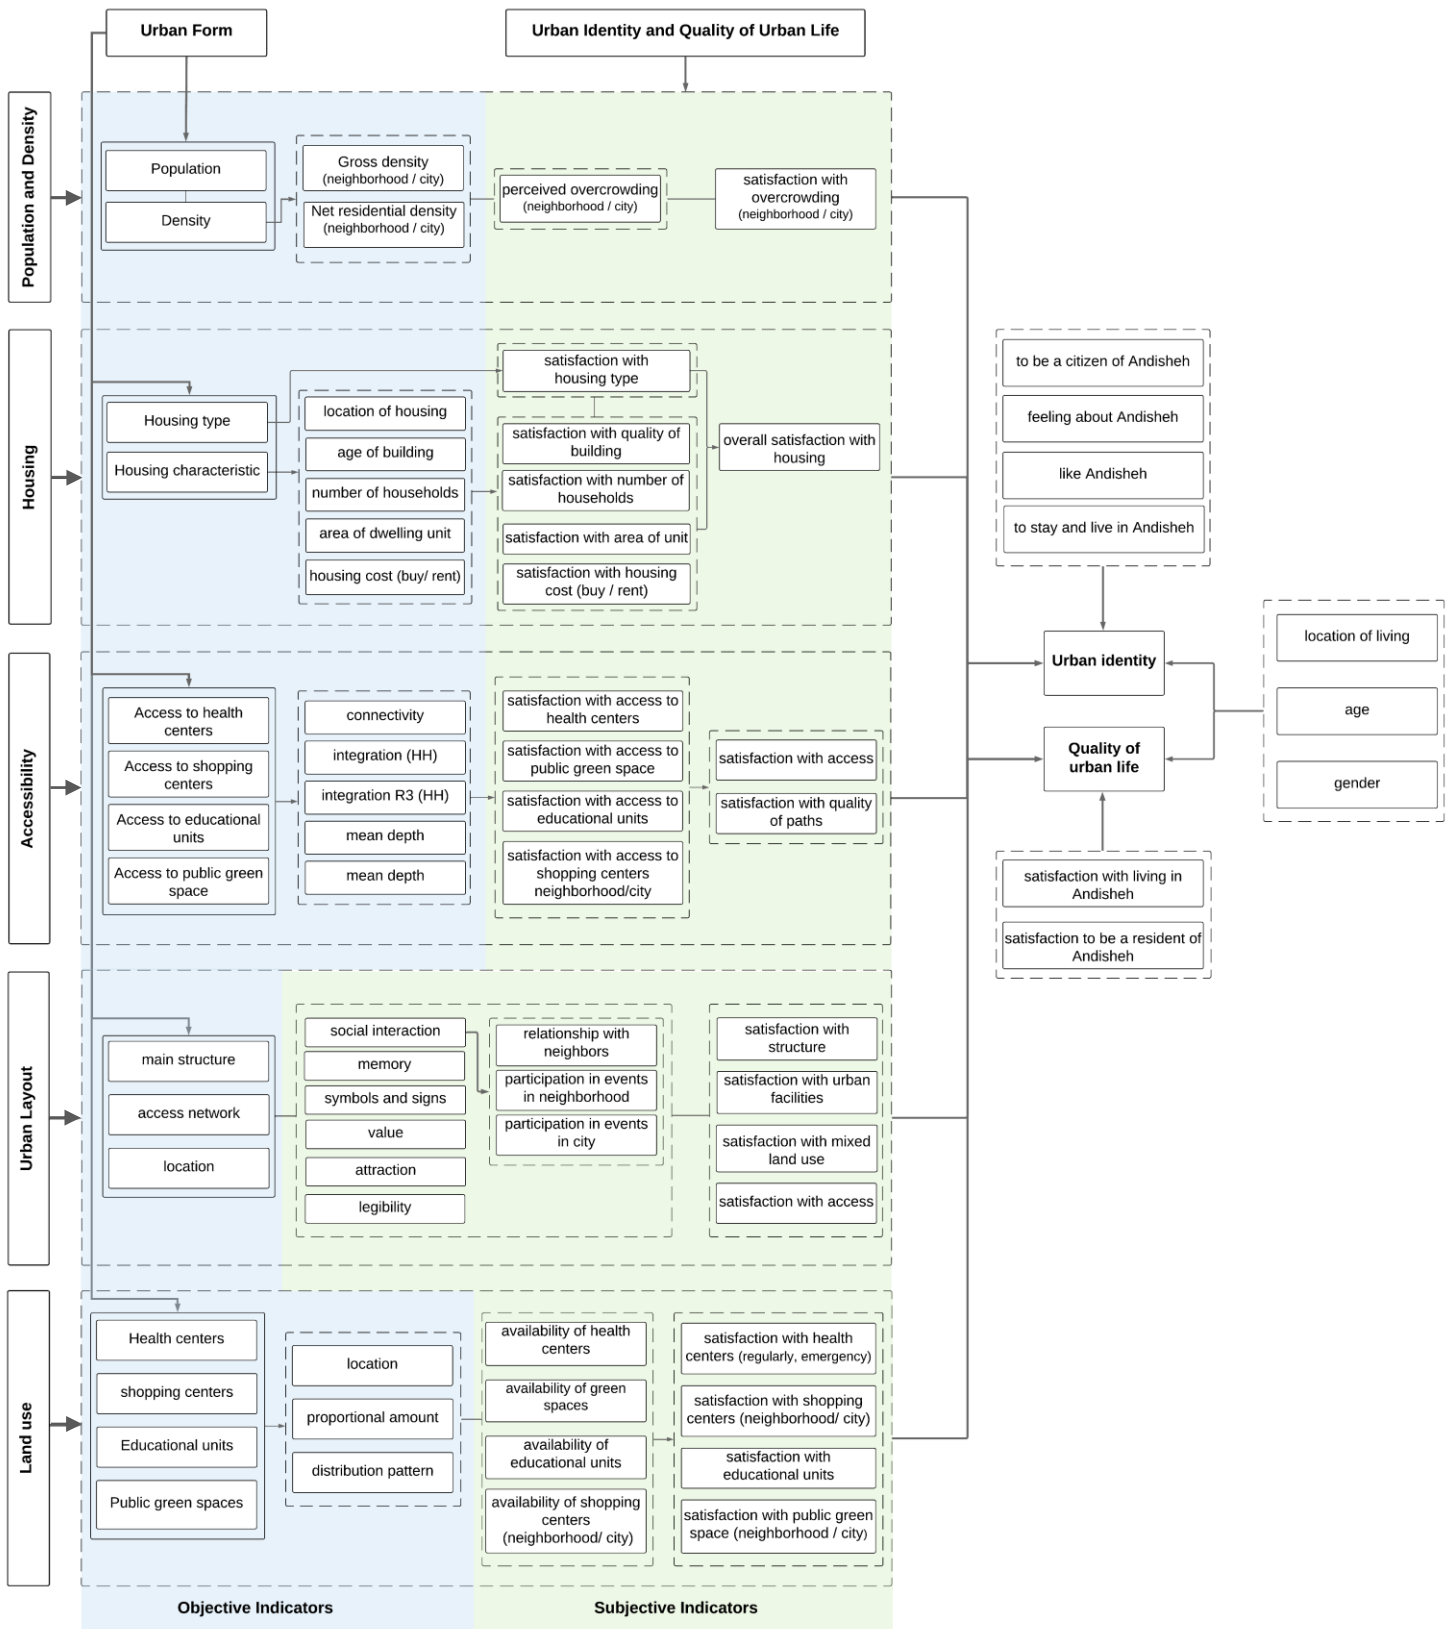 Urban Form
Urban Identity and Quality of Urban Life
Population and Density
Population
Density
Gross density
(neighborhood / city)
Net residential density
(neighborhood / city)
perceived overcrowding
(neighborhood / city)
satisfaction with
overcrowding
(neighborhood / city)
Housing
Housing type
Housing characteristic
location of housing
age of building
number of households
area of dwelling unit
housing cost (buy/ rent)
satisfaction with
housing type
satisfaction with quality of
building
satisfaction with number of
households
satisfaction with area of unit
satisfaction with housing
cost (buy / rent)
overall satisfaction with
housing
to be a citizen of Andisheh
feeling about Andisheh
like Andisheh
to stay and live in Andisheh
Urban identity
Quality of
urban life
location of living
age
gender
satisfaction with living in
Andisheh
satisfaction to be a resident of
Andisheh
Accessibility
Access to health
centers
Access to shopping
centers
Access to educational
units
Access to public green
space
connectivity
integration (HH)
integration R3 (HH)
mean depth
mean depth
satisfaction with access to
health centers
satisfaction with access to
public green space
satisfaction with access to
educational units
satisfaction with access to
shopping centers
neighborhood/city
satisfaction with access
satisfaction with quality
of paths
Urban Layout
main structure
access network
location
social interaction
memory
symbols and signs
value
attraction
legibility
relationship with
neighbors
participation in events
in neighborhood
participation in events
in city
satisfaction with
structure
satisfaction with urban
facilities
satisfaction with mixed
land use
satisfaction with access
Land use
Health centers
shopping centers
Educational units
Public green spaces
location
proportional amount
distribution pattern
availability of health
centers
availability of green
spaces
availability of
educational units
availability of shopping
centers
(neighborhood/ city)
satisfaction with health
centers (regularly, emergency)
satisfaction with shopping
centers (neighborhood/ city)
satisfaction with
educational units
satisfaction with public green
space (neighborhood / city)
Objective Indicators
Subjective Indicators